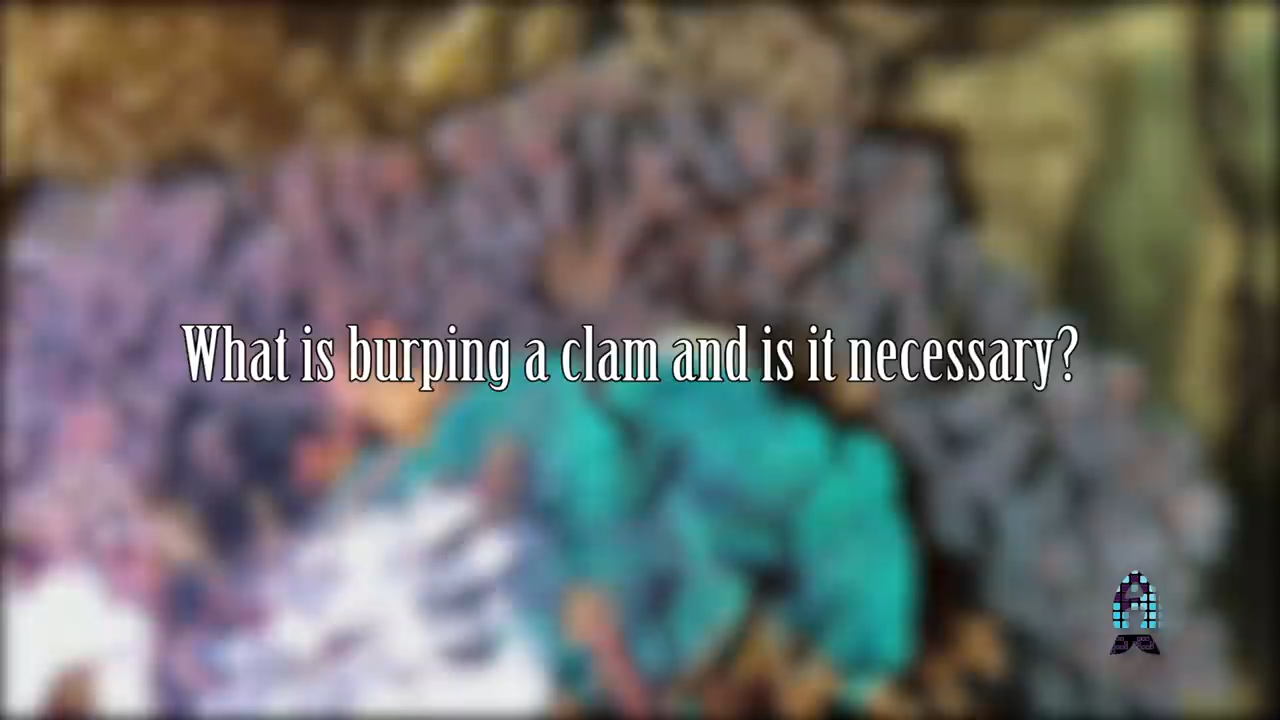 What is burping a clam and is it necessary?